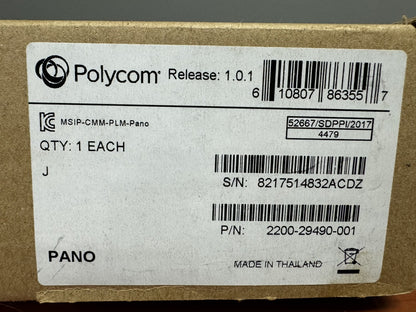 Polycom® Release: 1.0.1
6 10807 86355 7
MSIP-CMM-PLM-Pano
52667/SDPPI/2017
4479
QTY: 1 EACH
J
S/N: 8217514832ACDZ
P/N: 2200-29490-001
PANO
MADE IN THAILAND